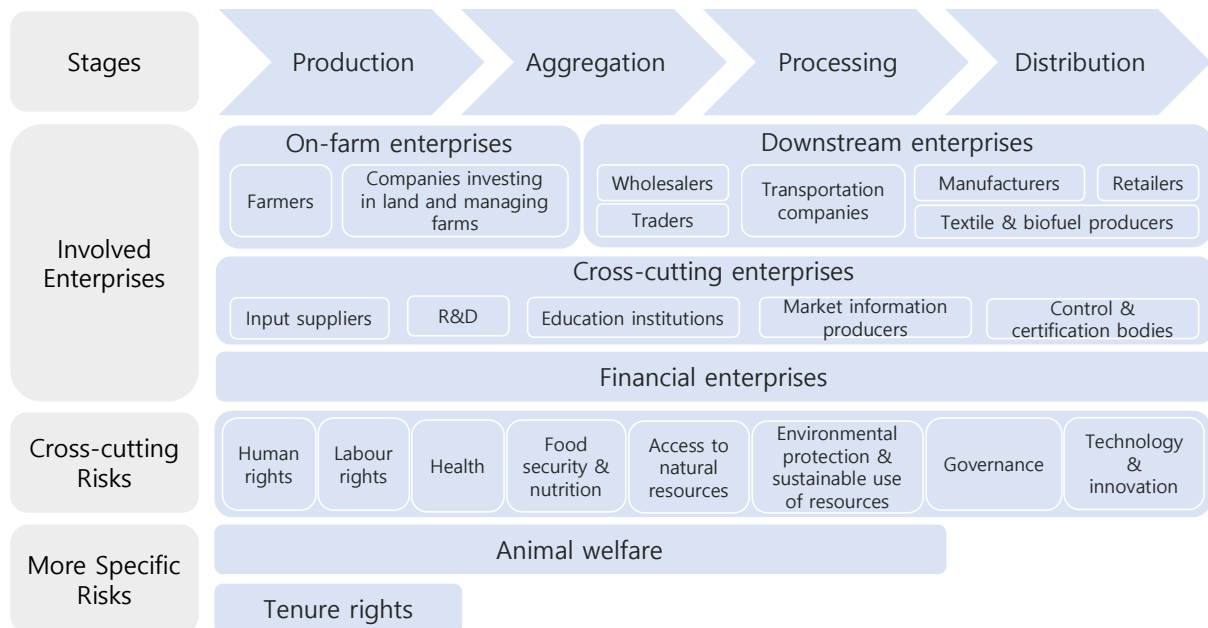 Stages
Production
Aggregation
Processing
Distribution
Involved
Enterprises
On-farm enterprises
Farmers
Companies investing
in land and managing
farms
Downstream enterprises
Wholesalers
Traders
Transportation
companies
Manufacturers
Retailers
Textile & biofuel producers
Cross-cutting enterprises
Input suppliers
R&D
Education institutions
Market information
producers
Control &
certification bodies
Financial enterprises
Cross-cutting
Risks
Human
rights
Labour
rights
Health
Food
security &
nutrition
Access to
natural
resources
Environmental
protection &
sustainable use
of resources
Governance
Technology
&
innovation
More Specific
Risks
Animal welfare
Tenure rights